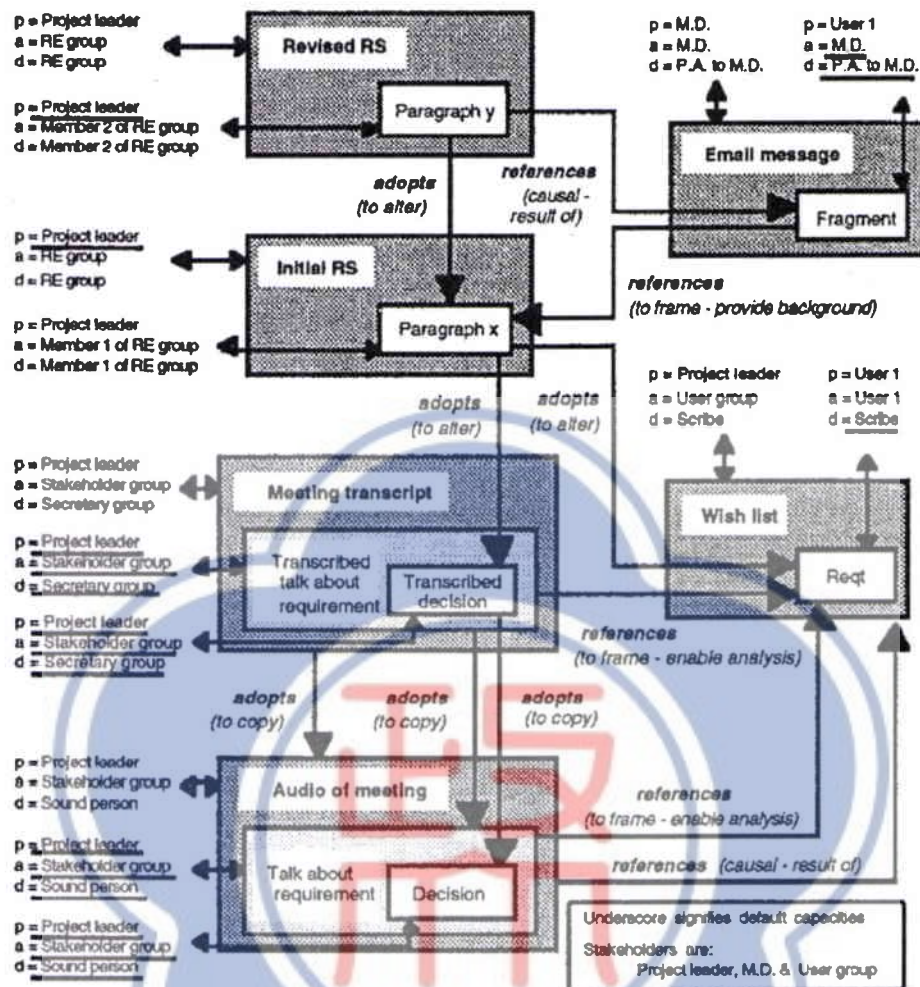 p = Project leader
a = RE group
d = RE group
Revised RS
p = Project leader
a = Member 2 of RE group
d = Member 2 of RE group
Paragraph y
p = M.D.
a = M.D.
d = P.A. to M.D.
p = User 1
a = M.D.
d = P.A. to M.D.
Email message
Fragment
adopts
(to alter)
references
(causal -
result of)
p = Project leader
a = RE group
d = RE group
Initial RS
references
(to frame - provide background)
p = Project leader
a = Member 1 of RE group
d = Member 1 of RE group
Paragraph x
adopts
(to alter)
adopts
(to alter)
p = Project leader
a = User group
d = Scribe
p = User 1
a = User 1
d = Scribe
p = Project leader
a = Stakeholder group
d = Secretary group
Meeting transcript
Wish list
p = Project leader
a = Stakeholder group
d = Secretary group
Transcribed
talk about
requirement
Transcribed
decision
Reqt
p = Project leader
a = Stakeholder group
d = Secretary group
references
(to frame - enable analysis)
adopts
(to copy)
adopts
(to copy)
adopts
(to copy)
p = Project leader
a = Stakeholder group
d = Sound person
Audio of meeting
references
(to frame - enable analysis)
p = Project leader
a = Stakeholder group
d = Sound person
Talk about
requirement
Decision
references (causal - result of)
p = Project leader
a = Stakeholder group
d = Sound person
Underscore signifies default capacities
Stakeholders are:
Project leader, M.D. & User group